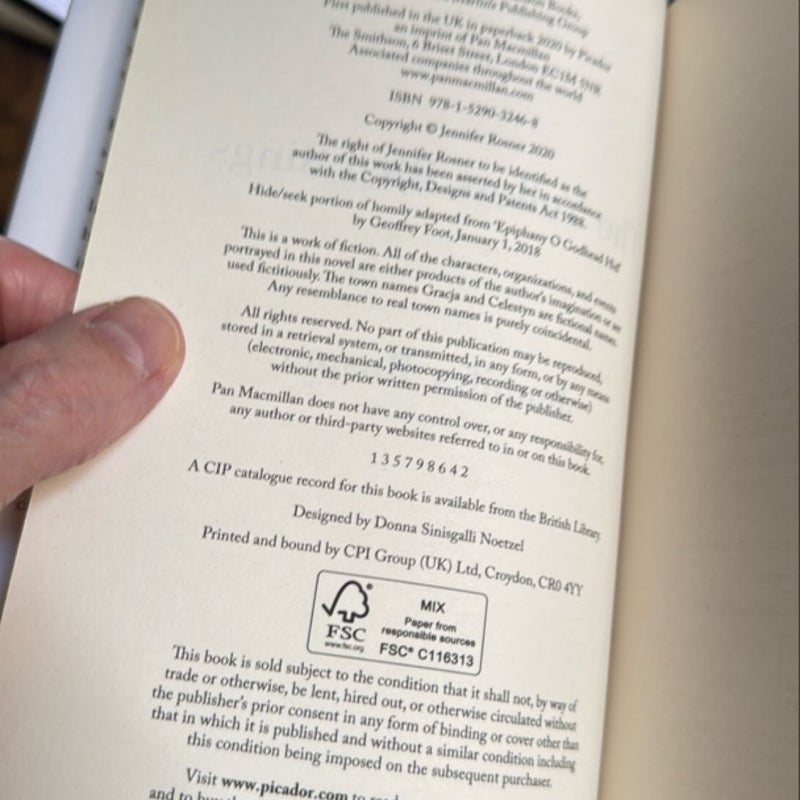 Books,
Martin's Publishing Group
First published in the UK in paperback 2020 by Picador
an imprint of Pan Macmillan
The Smithson, 6 Briset Street, London EC1M 5NR
Associated companies throughout the world
www.panmacmillan.com
ISBN 978-1-5290-3246-8
Copyright © Jennifer Rosner 2020
The right of Jennifer Rosner to be identified as the
author of this work has been asserted by her in accordance
with the Copyright, Designs and Patents Act 1988.
Hide/seek portion of homily adapted from 'Epiphany O Godhead Hid'
by Geoffrey Foot, January 1, 2018
This is a work of fiction. All of the characters, organizations, and events
portrayed in this novel are either products of the author's imagination or are
used fictitiously. The town names Gracja and Celestyn are fictional names.
Any resemblance to real town names is purely coincidental.
All rights reserved. No part of this publication may be reproduced,
stored in a retrieval system, or transmitted, in any form, or by any means
(electronic, mechanical, photocopying, recording or otherwise)
without the prior written permission of the publisher.
Pan Macmillan does not have any control over, or any responsibility for,
any author or third-party websites referred to in or on this book.
1 3 5 7 9 8 6 4 2
A CIP catalogue record for this book is available from the British Library.
Designed by Donna Sinisgalli Noetzel
Printed and bound by CPI Group (UK) Ltd, Croydon, CR0 4YY
FSC
www.fsc.org
MIX
Paper from
responsible sources
FSC® C116313
This book is sold subject to the condition that it shall not, by way of
trade or otherwise, be lent, hired out, or otherwise circulated without
the publisher's prior consent in any form of binding or cover other than
that in which it is published and without a similar condition including
this condition being imposed on the subsequent purchaser.
Visit www.picador.com to read
and to